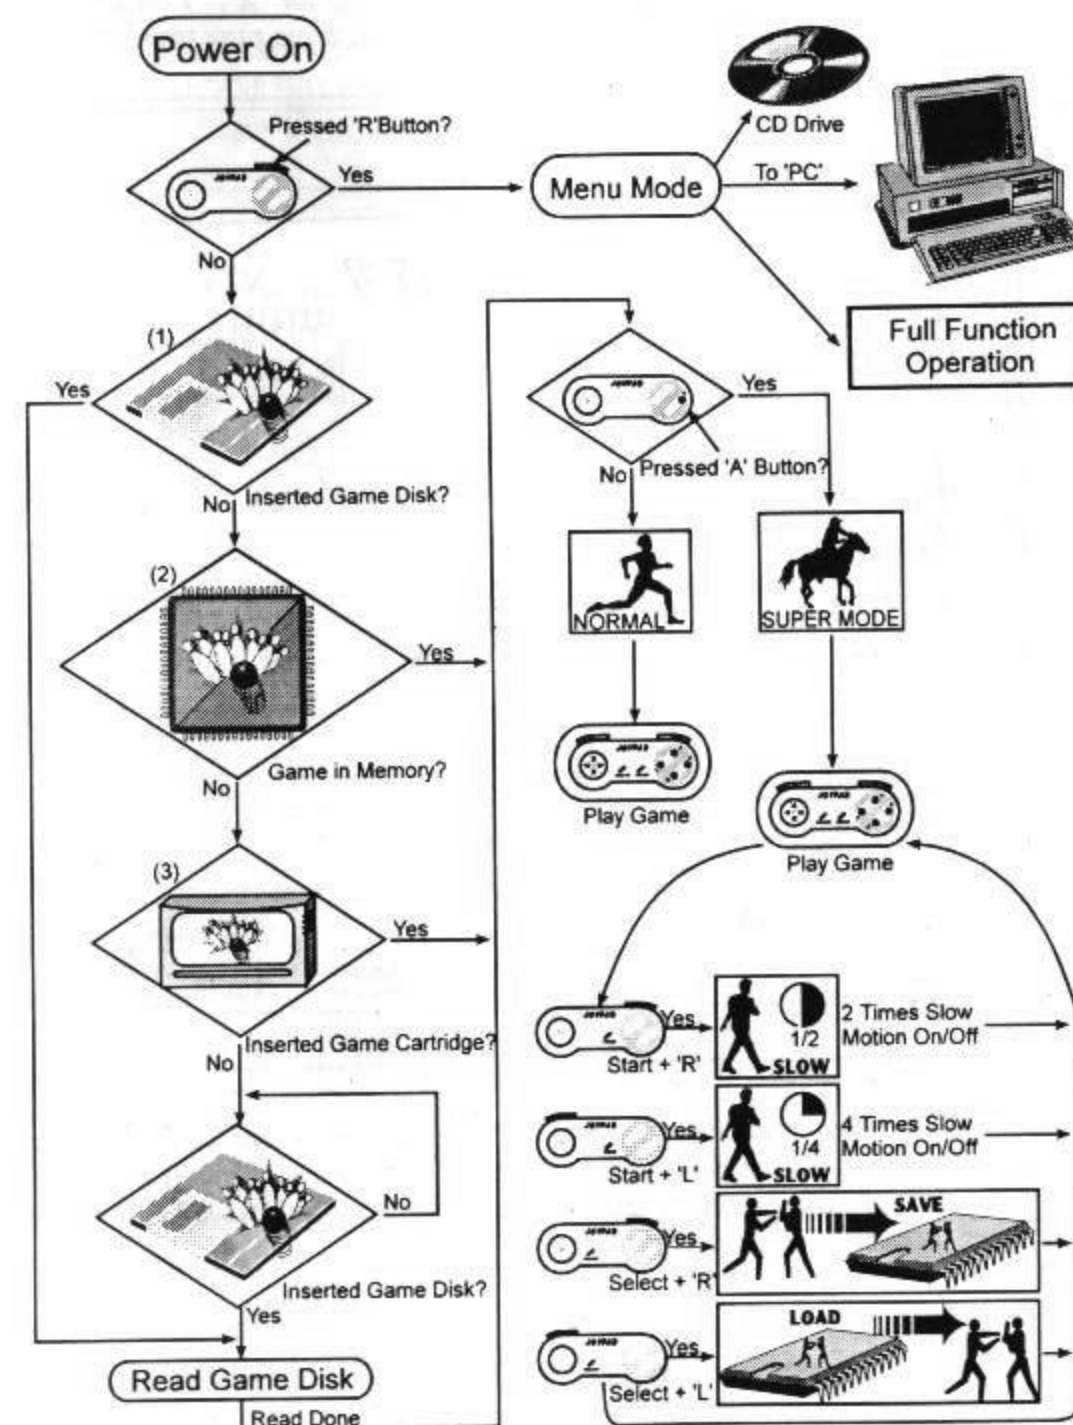 Power On
Pressed 'R'Button?
Yes
No
Menu Mode
CD Drive
To 'PC'
Full Function
Operation
(1)
Yes
No
Inserted Game Disk?
(2)
Yes
Game in Memory?
No
(3)
Yes
Inserted Game Cartridge?
No
No
Inserted Game Disk?
Yes
Read Game Disk
Read Done
Yes
No
Pressed 'A' Button?
NORMAL
SUPER MODE
Play Game
Play Game
Yes
Start + 'R'
1/2
SLOW
2 Times Slow
Motion On/Off
Yes
Start + 'L'
1/4
SLOW
4 Times Slow
Motion On/Off
Yes
Select + 'R'
SAVE
Yes
Select + 'L'
LOAD